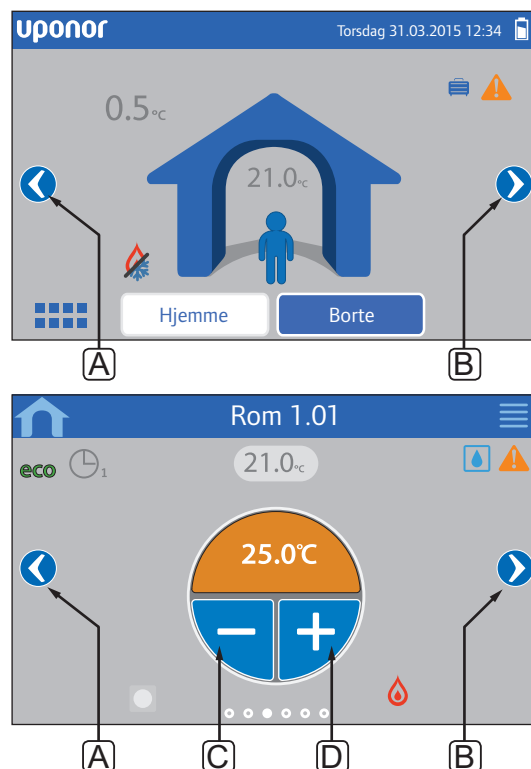 uponor Torsdag 31.03.2015 12:34
0.5°C
21.0°C
Hjemme Borte
A B
Rom 1.01
eco 1 21.0°C
25.0°C
− +
A C D B